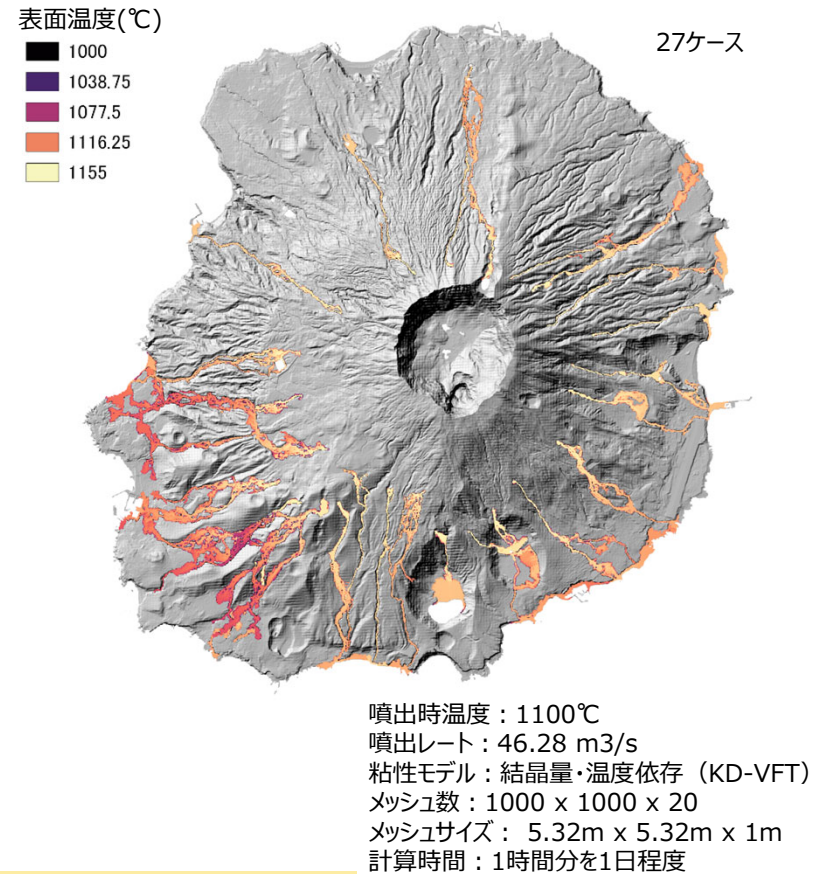 表面温度(℃)
1000
1038.75
1077.5
1116.25
1155
27ケース
噴出時温度：1100℃
噴出レート：46.28 m3/s
粘性モデル：結晶量・温度依存（KD-VFT）
メッシュ数：1000 x 1000 x 20
メッシュサイズ： 5.32m x 5.32m x 1m
計算時間：1時間分を1日程度